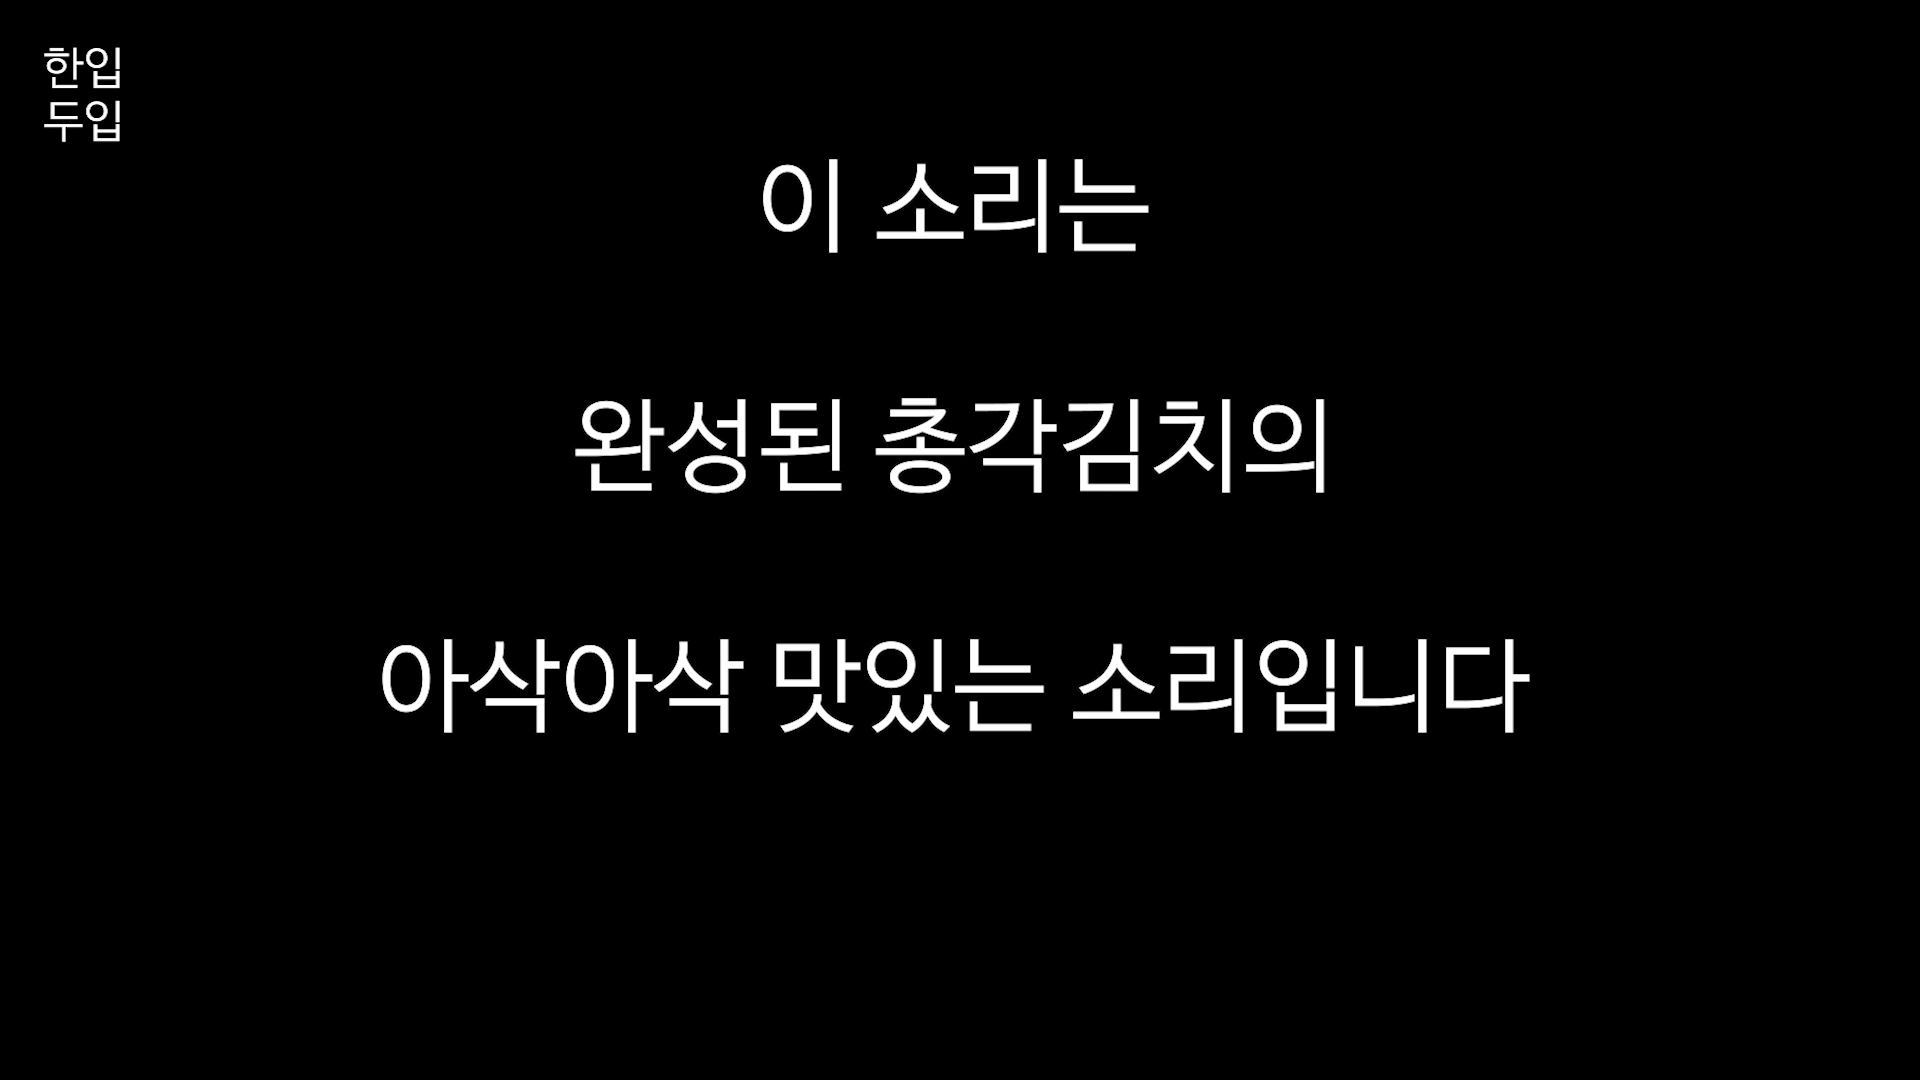 한입
두입
이 소리는
완성된 총각김치의
아삭아삭 맛있는 소리입니다